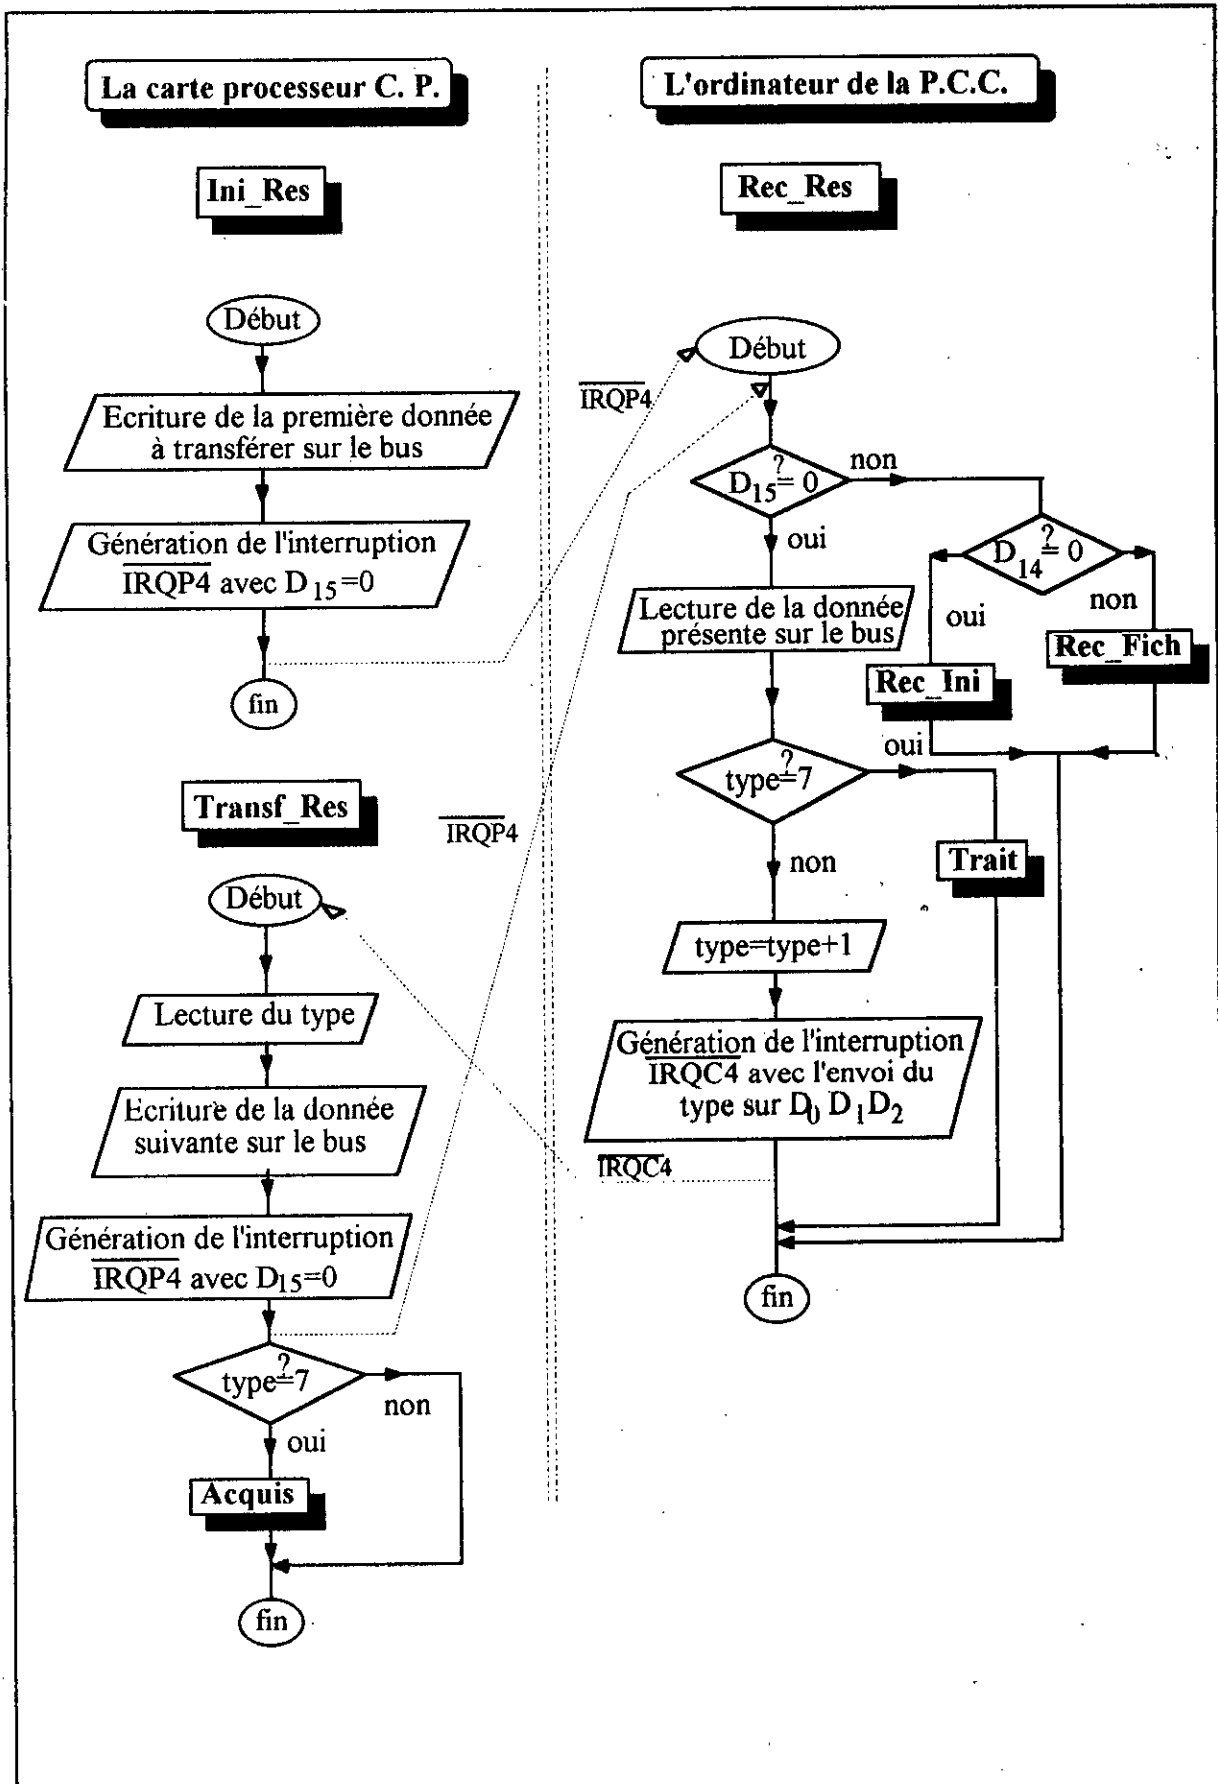 La carte processeur C. P.
Ini_Res
Début
Ecriture de la première donnée
à transférer sur le bus
Génération de l'interruption
IRQP4 avec D15=0
fin
Transf_Res
Début
Lecture du type
Ecriture de la donnée
suivante sur le bus
Génération de l'interruption
IRQP4 avec D15=0
type=?7
non
oui
Acquis
fin
IRQP4
IRQP4
IRQC4
L'ordinateur de la P.C.C.
Rec_Res
Début
D15=?0
non
oui
D14=?0
oui
non
Rec_Ini
Rec_Fich
Lecture de la donnée
présente sur le bus
type=?7
oui
non
Trait
type=type+1
Génération de l'interruption
IRQC4 avec l'envoi du
type sur D0 D1D2
fin